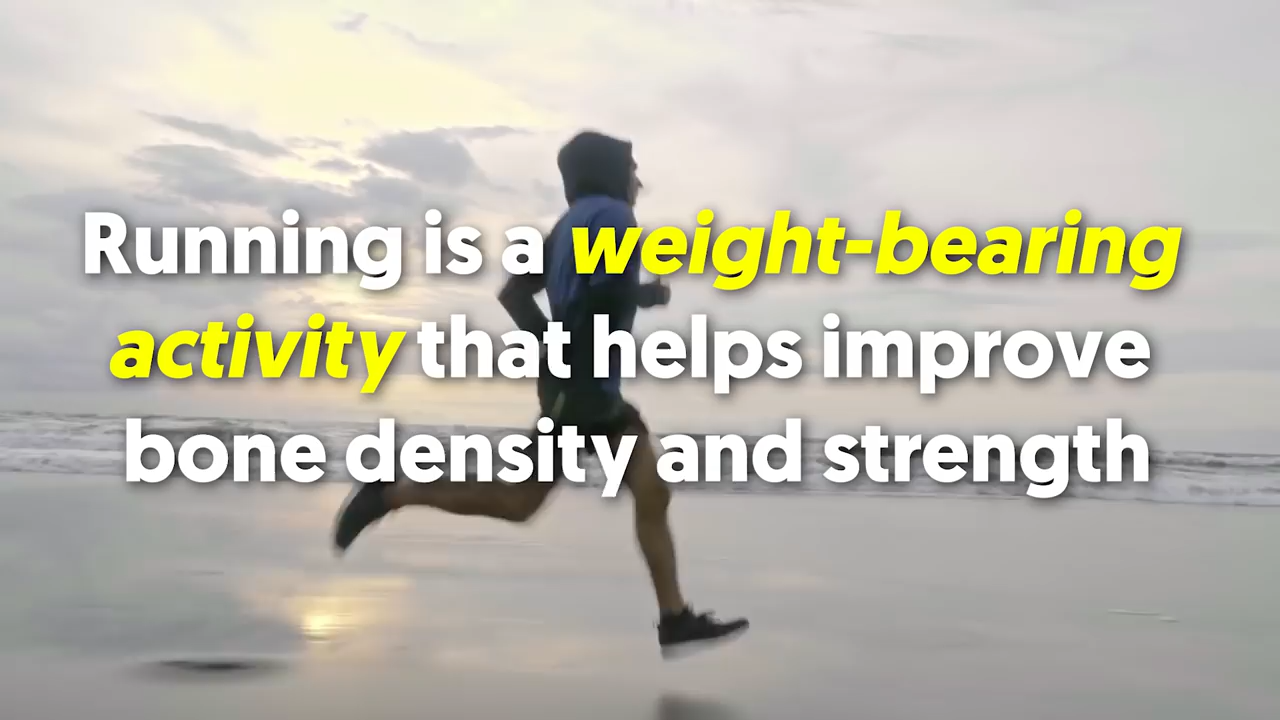 Running is a weight-bearing
activity that helps improve
bone density and strength